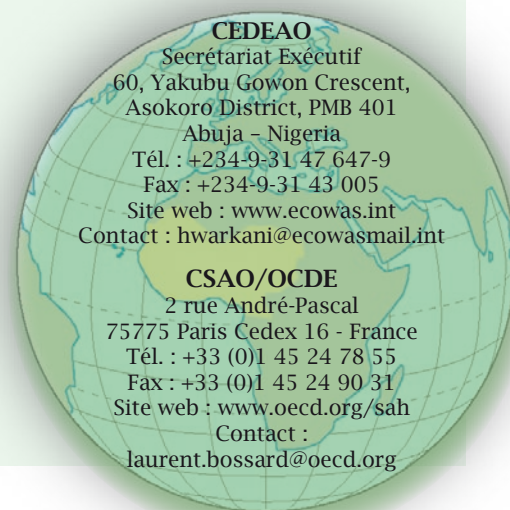 CEDEAO
Secrétariat Exécutif
60, Yakubu Gowon Crescent,
Asokoro District, PMB 401
Abuja – Nigeria
Tél. : +234-9-31 47 647-9
Fax : +234-9-31 43 005
Site web : www.ecowas.int
Contact : hwarkani@ecowasmail.int
CSAO/OCDE
2 rue André-Pascal
75775 Paris Cedex 16 - France
Tél. : +33 (0)1 45 24 78 55
Fax : +33 (0)1 45 24 90 31
Site web : www.oecd.org/sah
Contact :
laurent.bossard@oecd.org